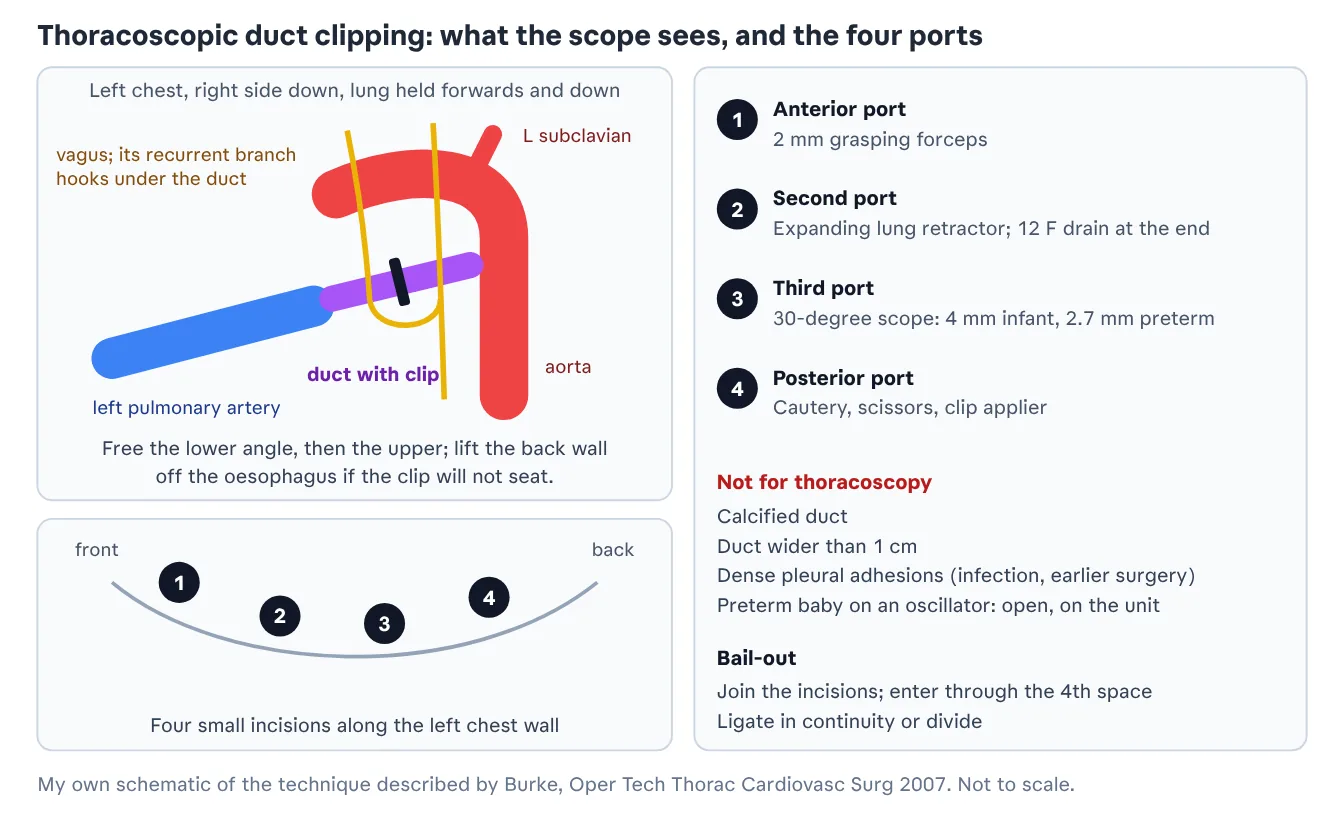 Thoracoscopic duct clipping: what the scope sees, and the four ports
Left chest, right side down, lung held forwards and down
L subclavian
vagus; its recurrent branch
hooks under the duct
aorta
duct with clip
left pulmonary artery
Free the lower angle, then the upper; lift the back wall
off the oesophagus if the clip will not seat.
front
back
1
2
3
4
Four small incisions along the left chest wall
1
Anterior port
2 mm grasping forceps
2
Second port
Expanding lung retractor; 12 F drain at the end
3
Third port
30-degree scope: 4 mm infant, 2.7 mm preterm
4
Posterior port
Cautery, scissors, clip applier
Not for thoracoscopy
Calcified duct
Duct wider than 1 cm
Dense pleural adhesions (infection, earlier surgery)
Preterm baby on an oscillator: open, on the unit
Bail-out
Join the incisions; enter through the 4th space
Ligate in continuity or divide
My own schematic of the technique described by Burke, Oper Tech Thorac Cardiovasc Surg 2007. Not to scale.